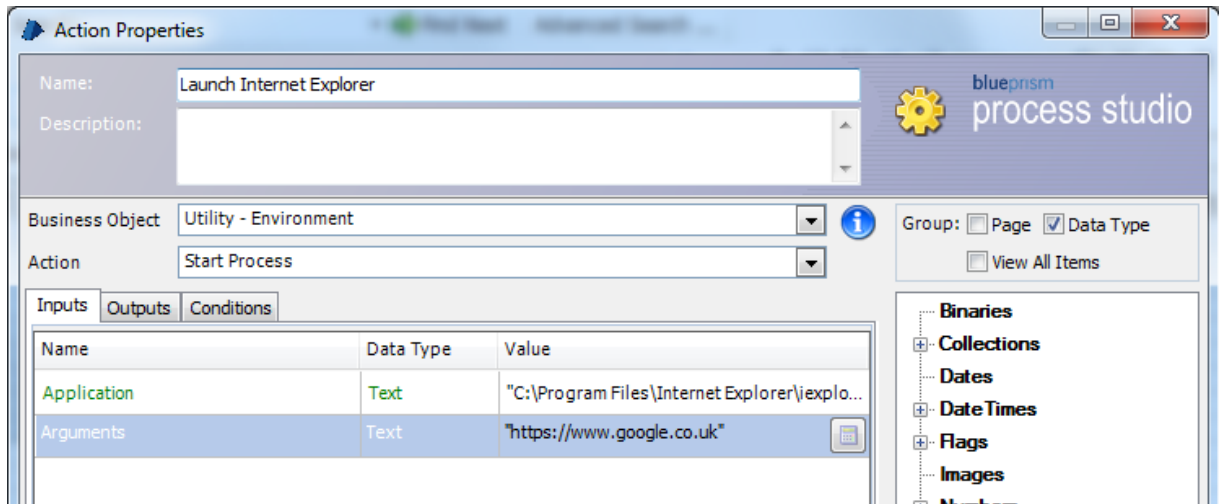 Action Properties
Name:
Launch Internet Explorer
Description:
blueprism
process studio
Business Object
Utility - Environment
Action
Start Process
Group:
Page
Data Type
View All Items
Inputs
Outputs
Conditions
Name Data Type Value
Application Text "C:\Program Files\Internet Explorer\iexplo...
Arguments Text "https://www.google.co.uk"
Binaries
Collections
Dates
DateTimes
Flags
Images